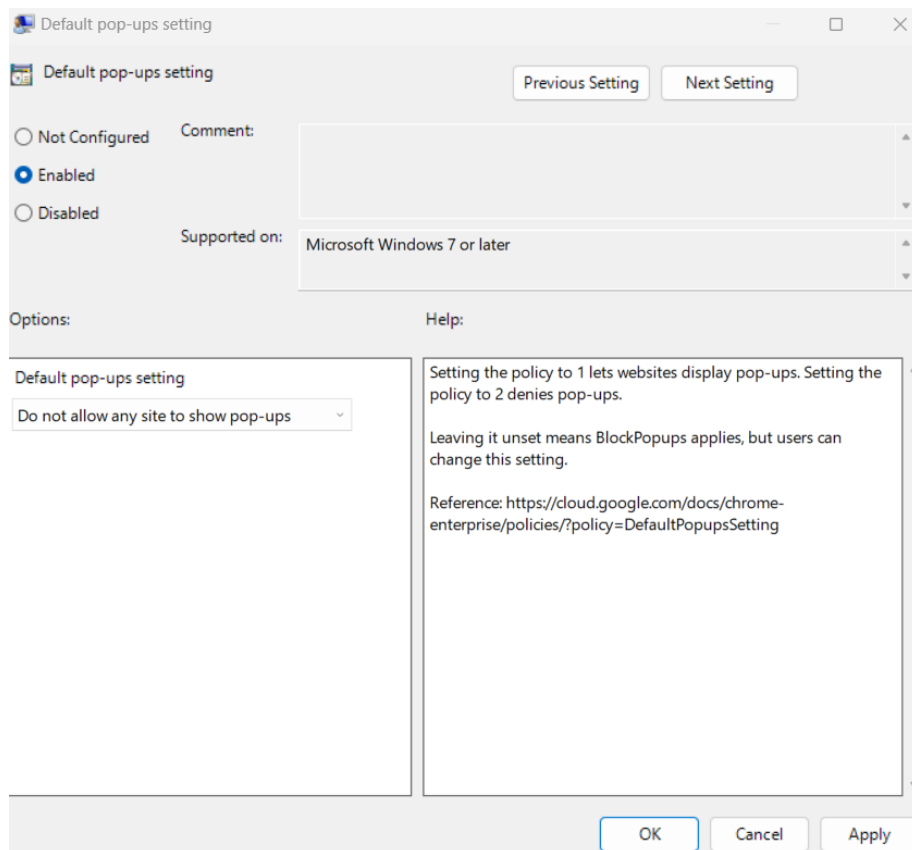 Default pop-ups setting
Default pop-ups setting
Previous Setting
Next Setting
Not Configured
Comment:
Enabled
Disabled
Supported on:
Microsoft Windows 7 or later
Options:
Help:
Default pop-ups setting
Do not allow any site to show pop-ups
Setting the policy to 1 lets websites display pop-ups. Setting the
policy to 2 denies pop-ups.
Leaving it unset means BlockPopups applies, but users can
change this setting.
Reference: https://cloud.google.com/docs/chrome-
enterprise/policies/?policy=DefaultPopupsSetting
OK
Cancel
Apply